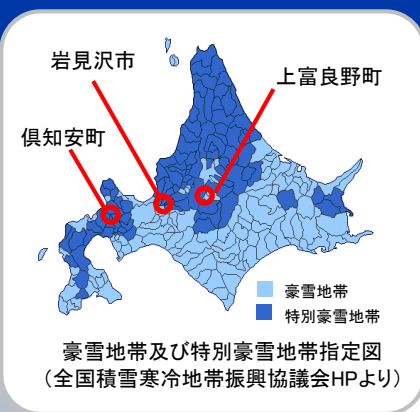 岩見沢市
上富良野町
倶知安町
豪雪地帯
特別豪雪地帯
豪雪地帯及び特別豪雪地帯指定図
（全国積雪寒冷地帯振興協議会HPより）